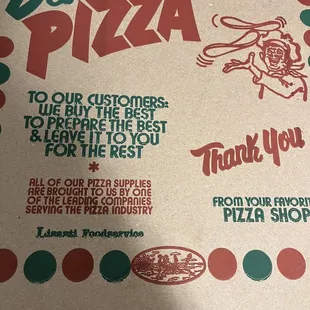 PIZZA
TO OUR CUSTOMERS:
WE BUY THE BEST
TO PREPARE THE BEST
& LEAVE IT TO YOU
FOR THE REST
*
Thank You
ALL OF OUR PIZZA SUPPLIES
ARE BROUGHT TO US BY ONE
OF THE LEADING COMPANIES
SERVING THE PIZZA INDUSTRY
FROM YOUR FAVORI
PIZZA SHOP
Lisanti Foodservice